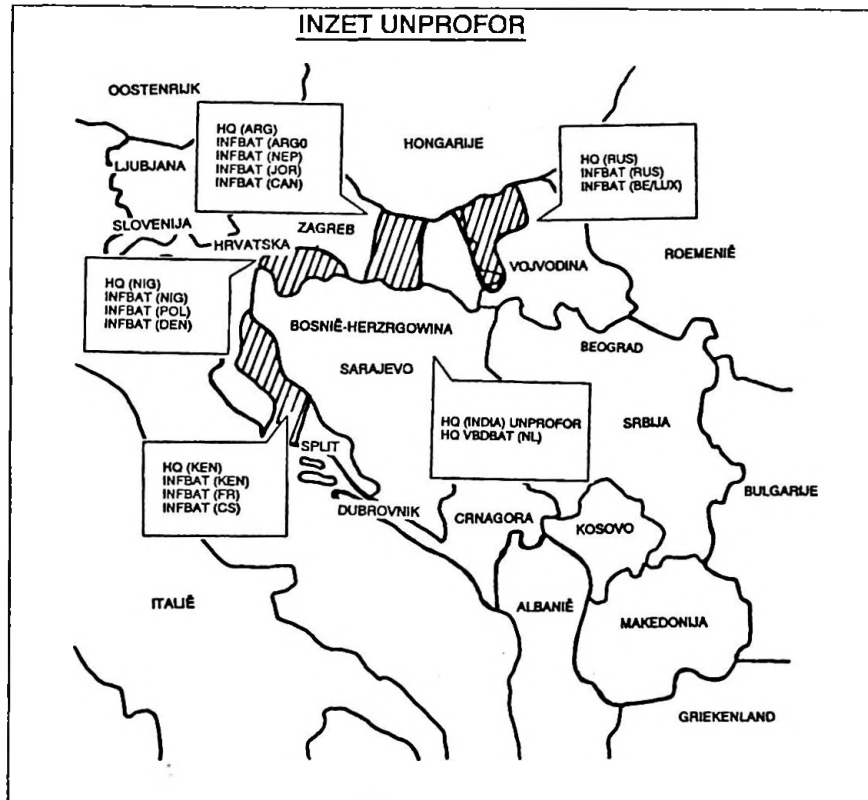 INZET UNPROFOR
OOSTENRIJK
HQ (ARG)
INFBAT (ARG0
INFBAT (NEP)
INFBAT (JOR)
INFBAT (CAN)
HONGARIJE
HQ (RUS)
INFBAT (RUS)
INFBAT (BE/LUX)
LJUBJANA
SLOVENIJA
HRVATSKA
ZAGREB
VOJVODINA
ROEMENIË
HQ (NIG)
INFBAT (NIG)
INFBAT (POL)
INFBAT (DEN)
BOSNIË-HERZRGOWINA
SARAJEVO
BEOGRAD
HQ (INDIA) UNPROFOR
HQ VBDBAT (NL)
SRBIJA
HQ (KEN)
INFBAT (KEN)
INFBAT (FR)
INFBAT (CS)
SPLIT
DUBROVNIK
CRNAGORA
KOSOVO
BULGARIJE
ITALIË
ALBANIË
MAKEDONIJA
GRIEKENLAND